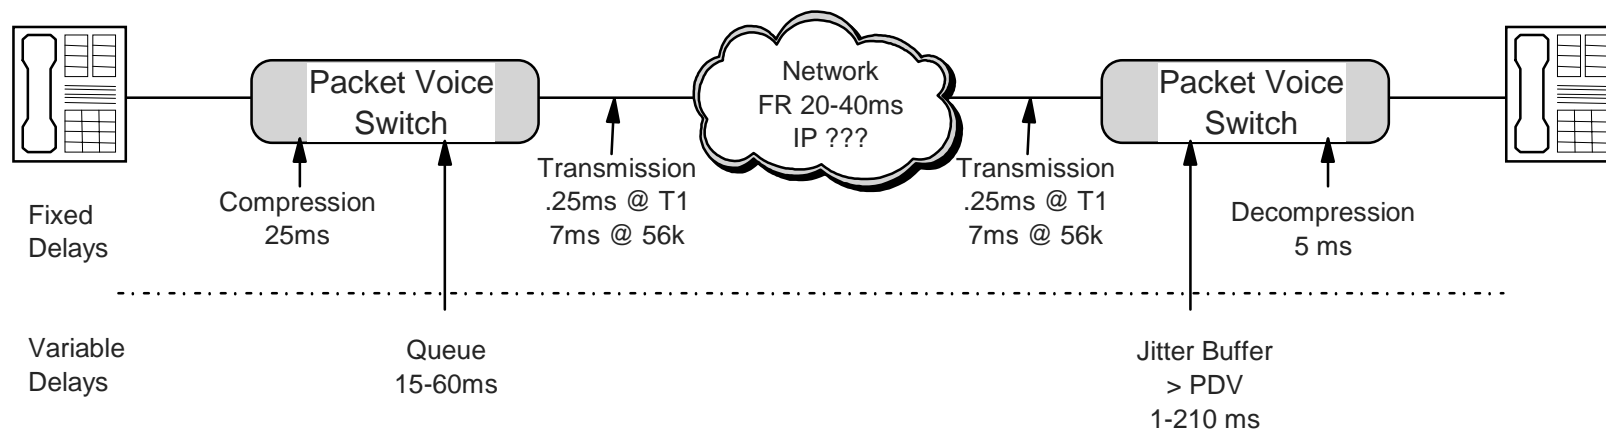 Packet Voice
Switch
Network
FR 20-40ms
IP ???
Packet Voice
Switch
Fixed
Delays
Compression
25ms
Transmission
.25ms @ T1
7ms @ 56k
Transmission
.25ms @ T1
7ms @ 56k
Decompression
5 ms
Variable
Delays
Queue
15-60ms
Jitter Buffer
> PDV
1-210 ms